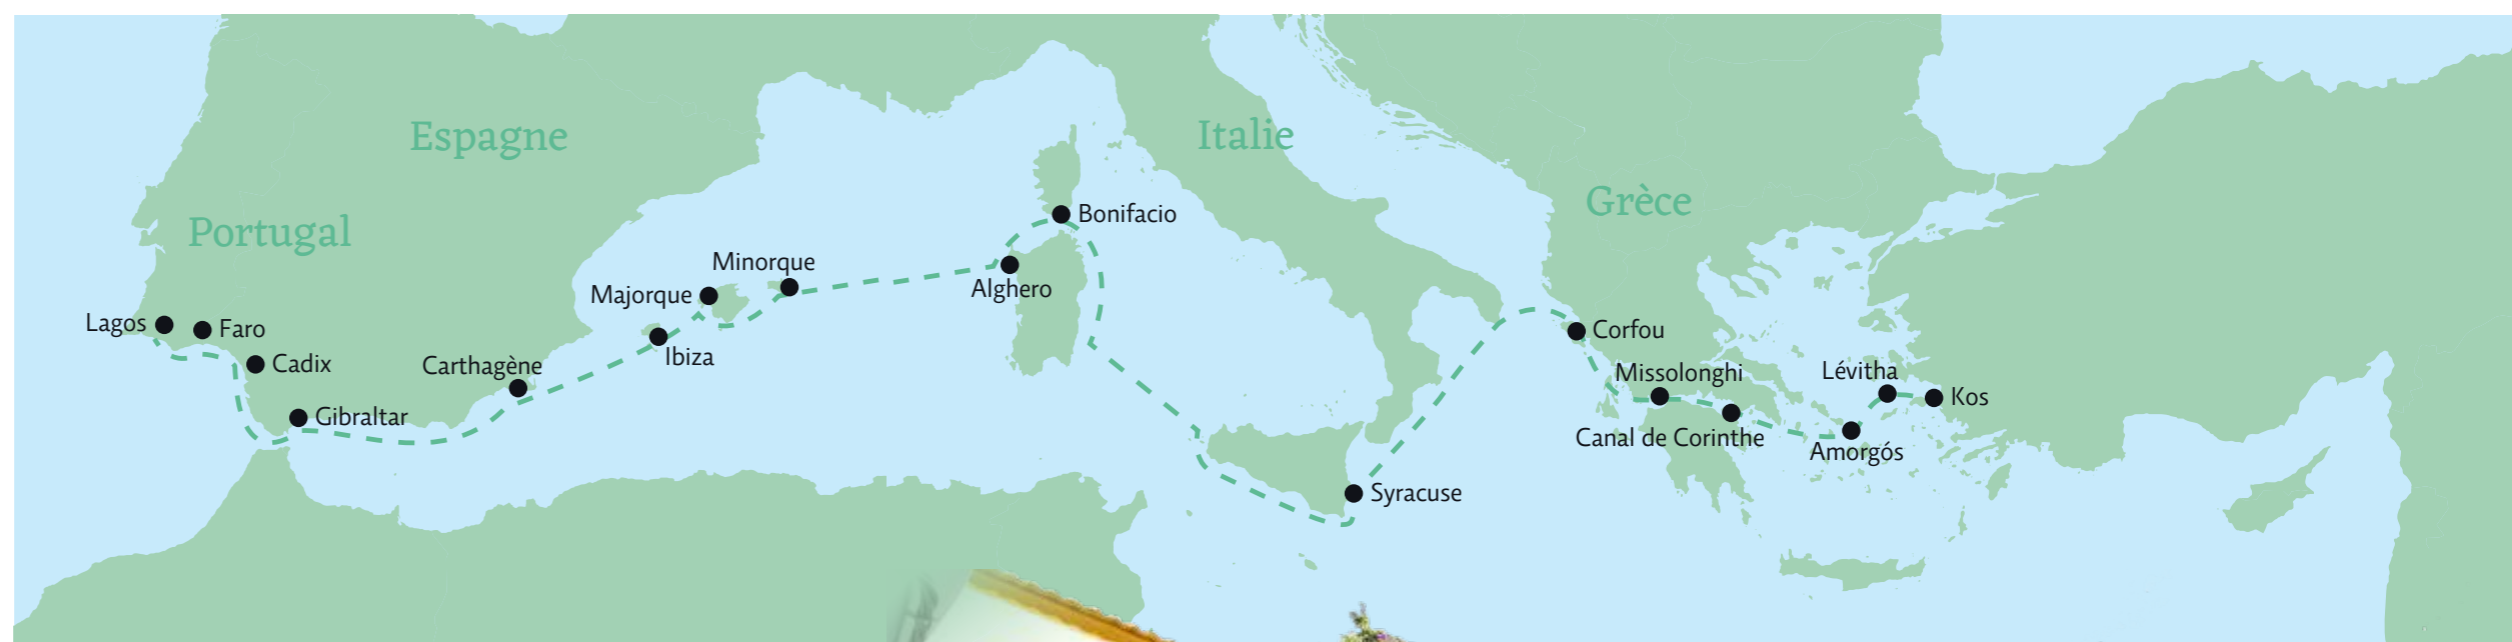 Espagne
Italie
Portugal
Grèce
Bonifacio
Minorque
Majorque
Alghero
Lagos
Faro
Corfou
Ibiza
Cadix
Carthagène
Missolonghi
Lévitha
Kos
Gibraltar
Canal de Corinthe
Amorgós
Syracuse